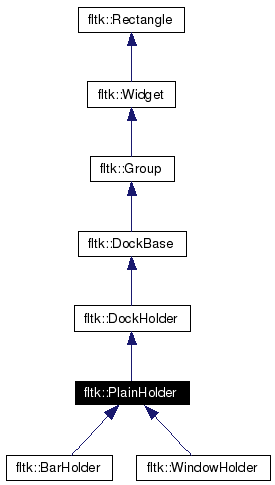 fltk::Rectangle
fltk::Widget
fltk::Group
fltk::DockBase
fltk::DockHolder
fltk::PlainHolder
fltk::BarHolder
fltk::WindowHolder